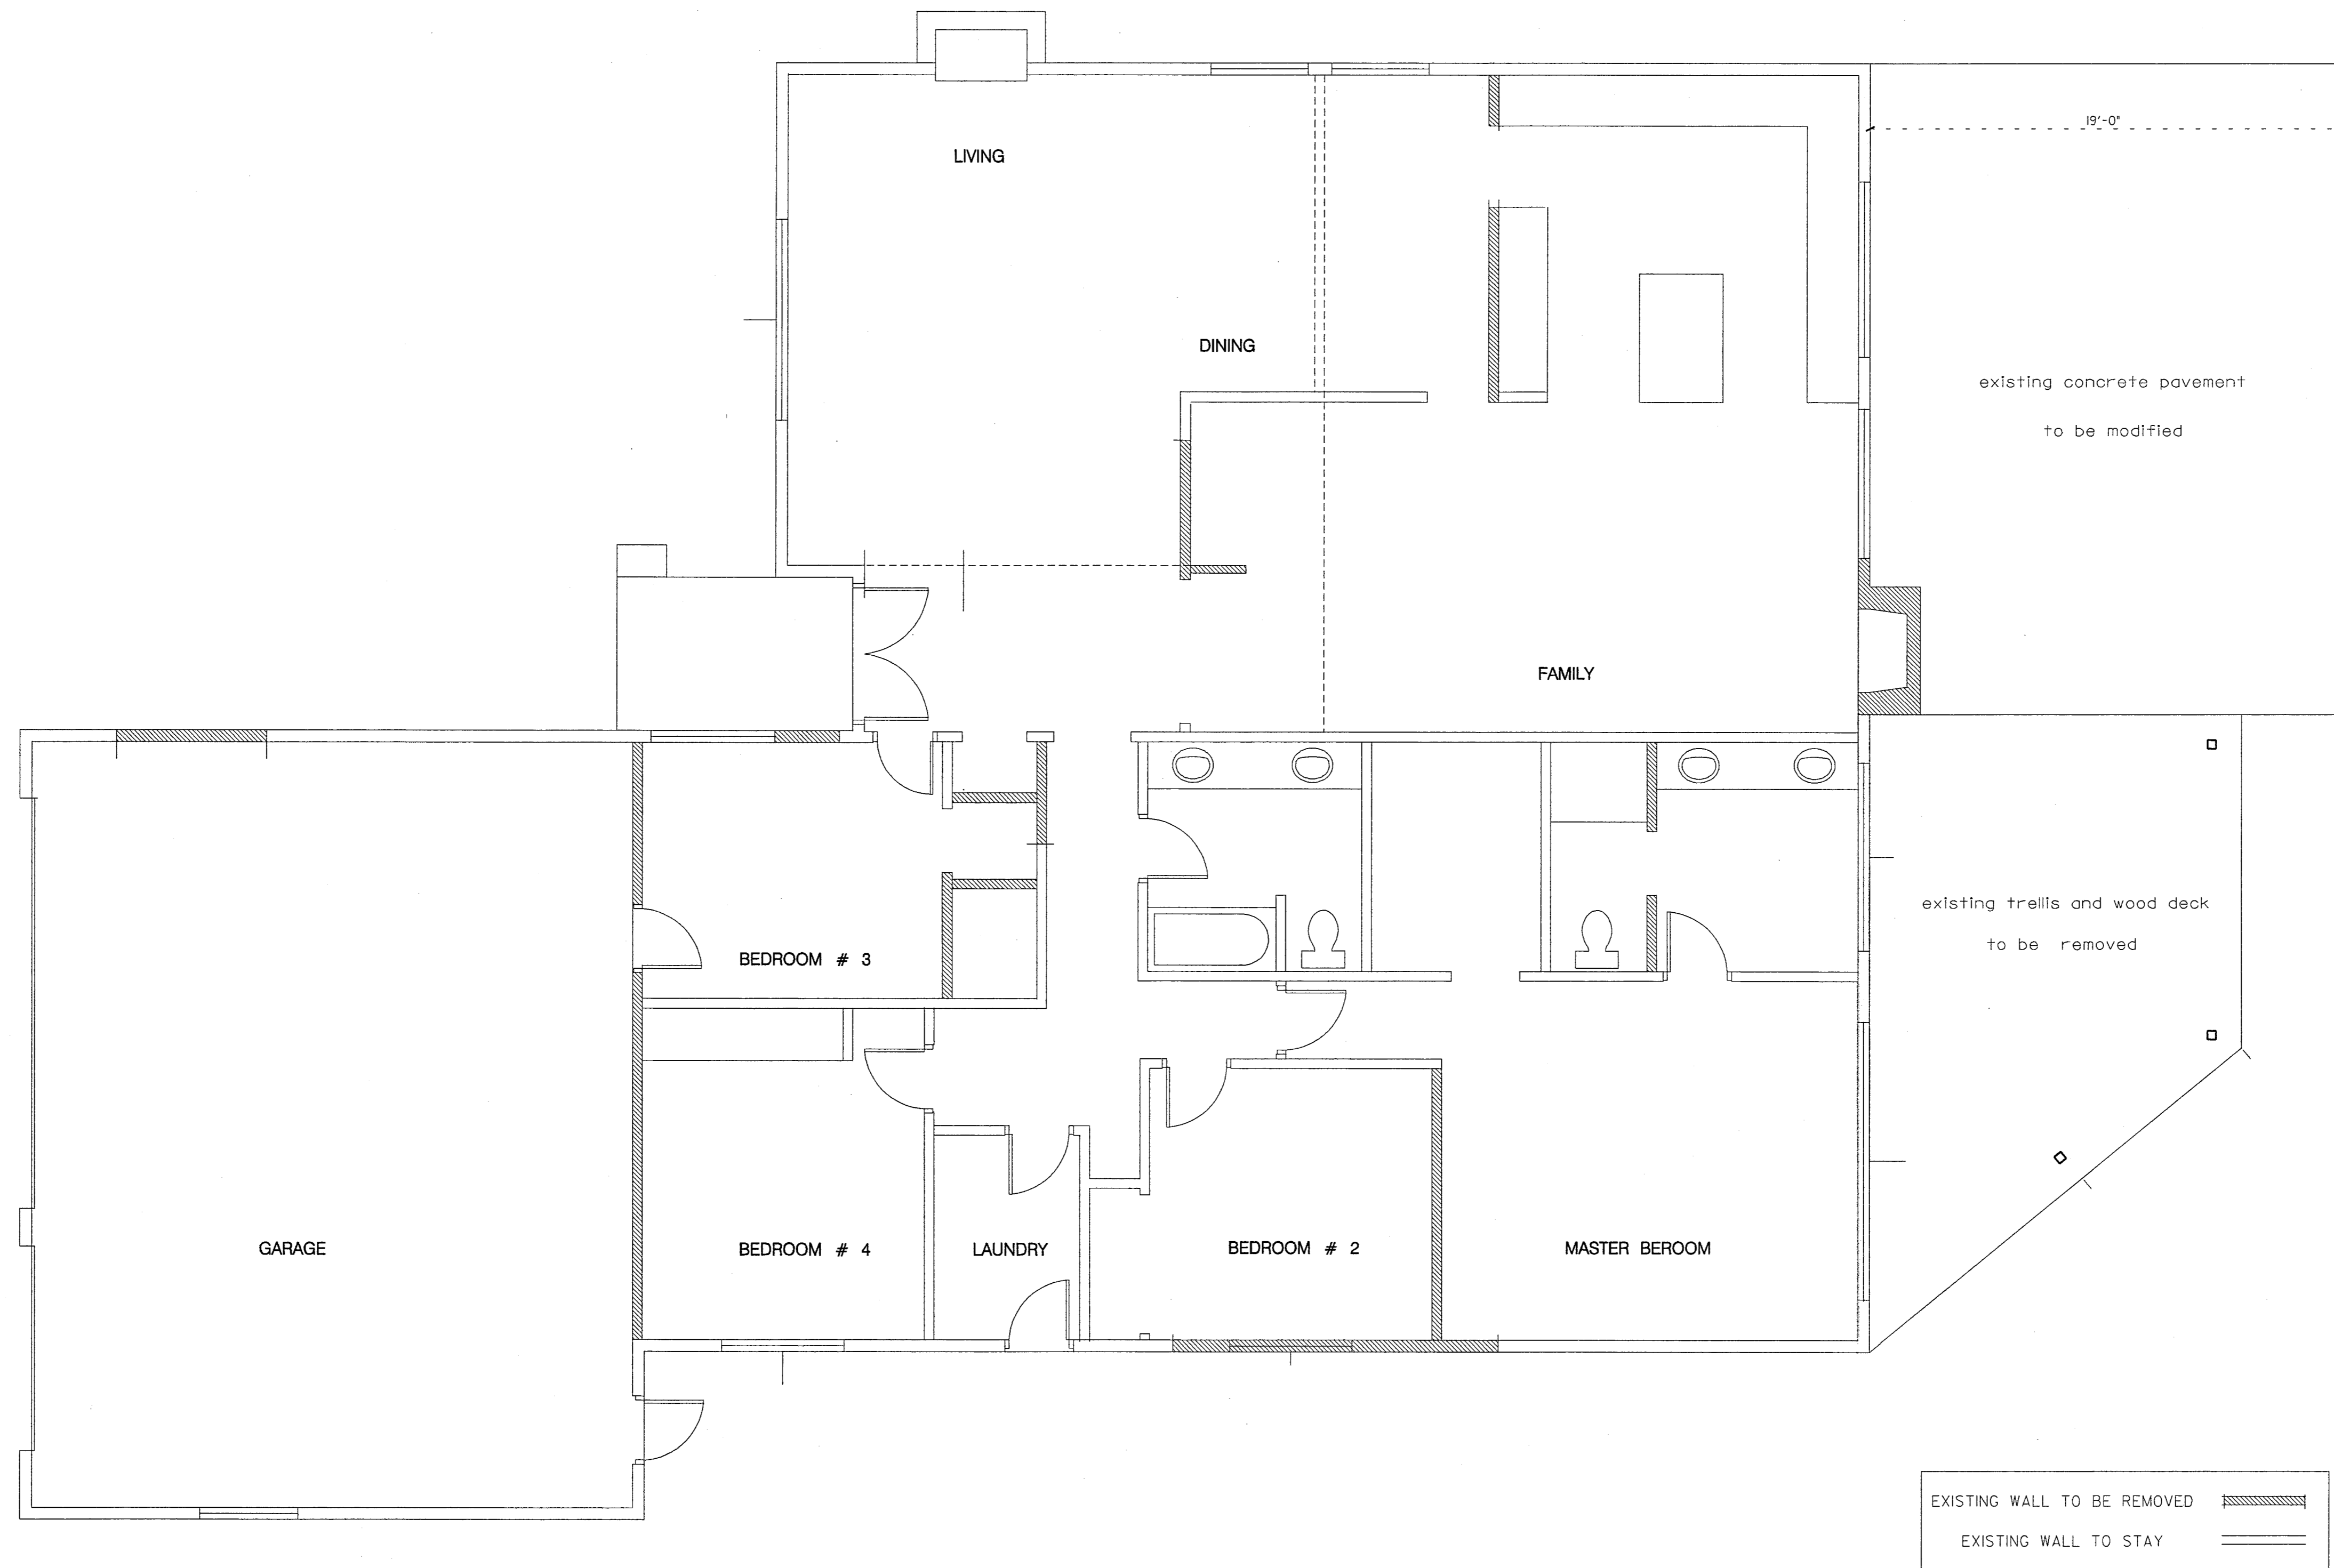 LIVING
19'-0"
DINING
existing concrete pavement
to be modified
FAMILY
existing trellis and wood deck
to be removed
BEDROOM # 3
GARAGE
BEDROOM # 4
LAUNDRY
BEDROOM # 2
MASTER BEROOM
EXISTING WALL TO BE REMOVED
EXISTING WALL TO STAY